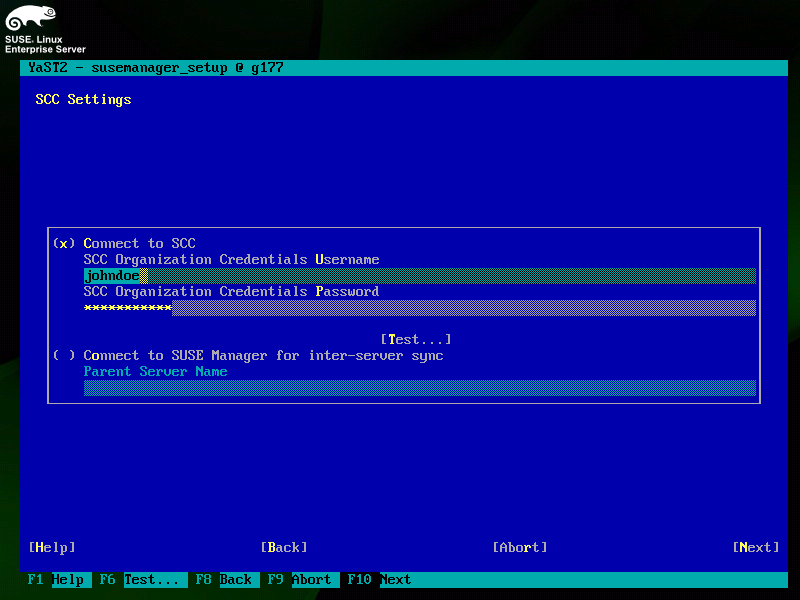 SUSE. Linux
Enterprise Server
YaST2 - susemanager_setup @ g177
SCC Settings
(x) Connect to SCC
SCC Organization Credentials Username
johndoe
SCC Organization Credentials Password
***********
[Test...]
( ) Connect to SUSE Manager for inter-server sync
Parent Server Name
[Help] [Back] [Abort] [Next]
F1 Help F6 Test... F8 Back F9 Abort F10 Next